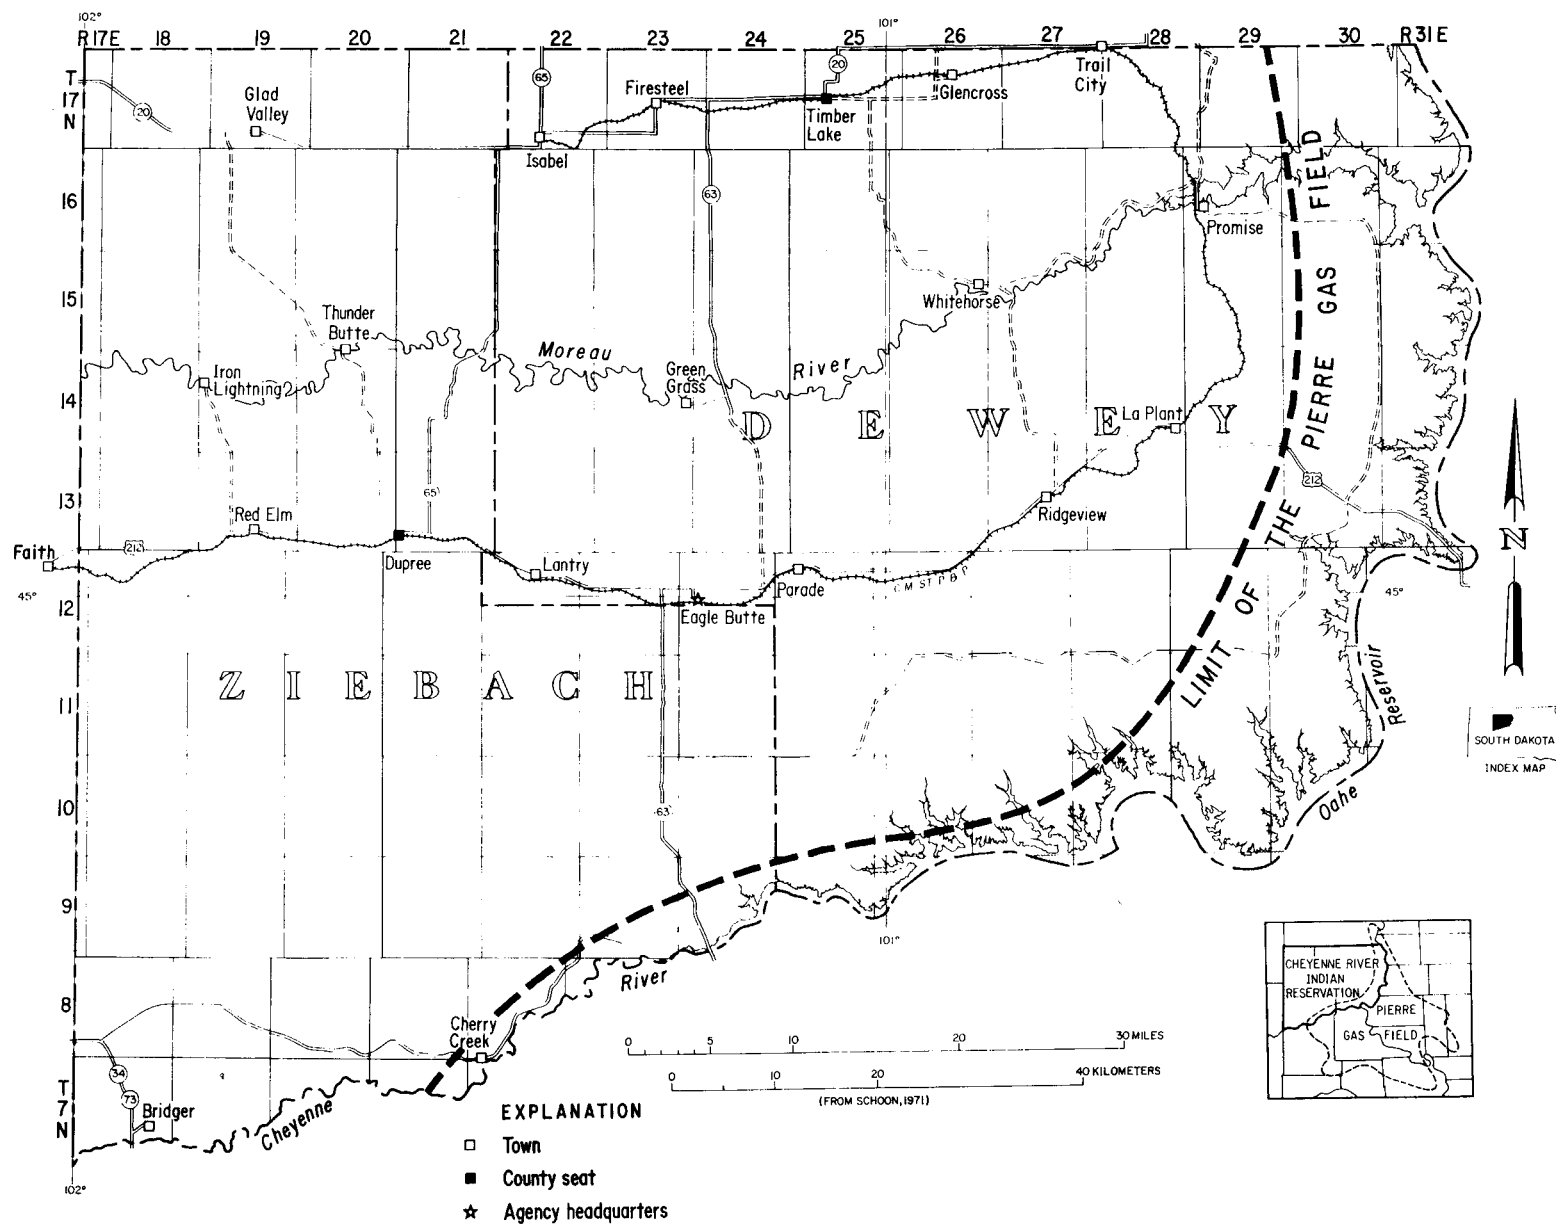 102°
101°
R 17E 18 19 20 21 22 23 24 25 26 27 28 29 30 R 31 E
T
17
N
20
Glad
Valley
65
Isabel
Firesteel
20
Timber
Lake
Glencross
Trail
City
16
63
Promise
FIELD
GAS
PIERRE
THE
OF
LIMIT
15
Thunder
Butte
Whitehorse
Moreau
River
Iron
Lightning
Green
Grass
14
D E W E Y
La Plant
13
65
212
Red Elm
Ridgeview
Faith
212
Dupree
Lantry
Parade
C M ST P & P
45°
12
Eagle Butte
45°
Z I E B A C H
11
Reservoir
Oahe
N
SOUTH DAKOTA
INDEX MAP
10
63
9
101°
River
8
Cherry
Creek
34
73
Bridger
T
7
N
Cheyenne
102°
0 5 10 20 30 MILES
0 10 20 40 KILOMETERS
(FROM SCHOON, 1971)
EXPLANATION
Town
County seat
Agency headquarters
CHEYENNE RIVER
INDIAN
RESERVATION
PIERRE
GAS FIELD